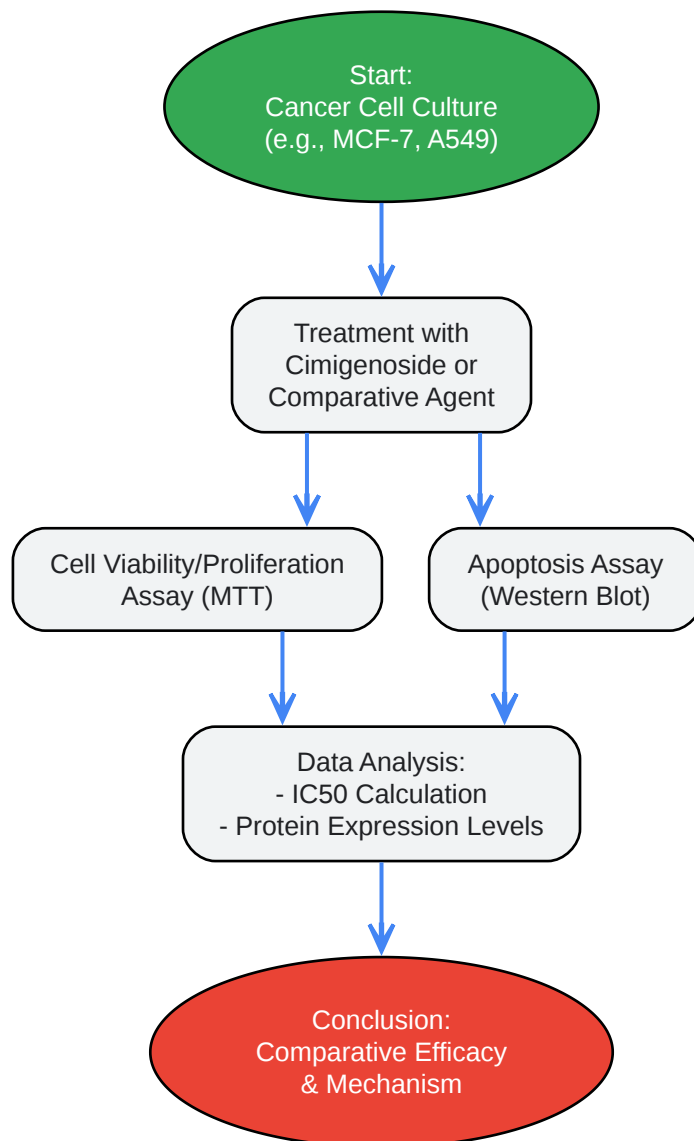 Start:
Cancer Cell Culture
(e.g., MCF-7, A549)
Treatment with
Cimigenoside or
Comparative Agent
Cell Viability/Proliferation
Assay (MTT)
Apoptosis Assay
(Western Blot)
Data Analysis:
- IC50 Calculation
- Protein Expression Levels
Conclusion:
Comparative Efficacy
& Mechanism